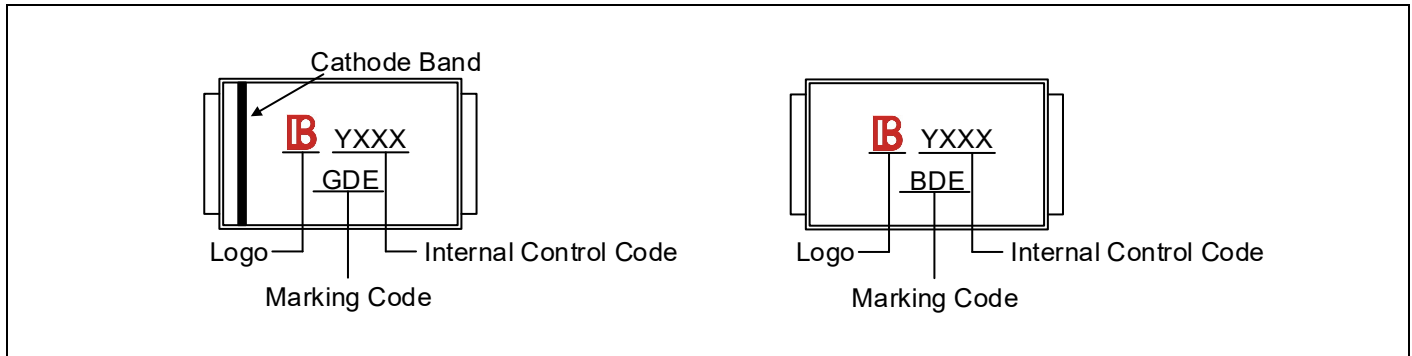 Cathode Band
B YXXX
GDE
Logo
Internal Control Code
Marking Code
B YXXX
BDE
Logo
Internal Control Code
Marking Code